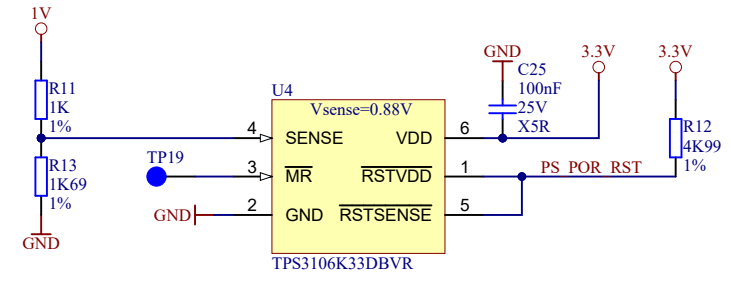 1V
R11
1K
1%
R13
1K69
1%
GND
TP19
GND
U4
Vsense=0.88V
4 SENSE VDD 6
3 MR RSTVDD 1
2 GND RSTSENSE 5
TPS3106K33DBVR
GND
C25
100nF
25V
X5R
3.3V
3.3V
R12
4K99
1%
PS_POR_RST